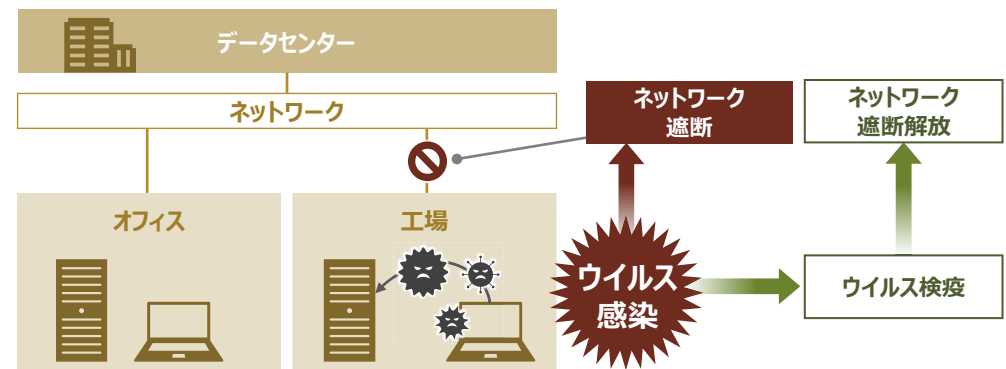 データセンター
ネットワーク
ネットワーク
遮断
ネットワーク
遮断解放
オフィス
工場
ウイルス
感染
ウイルス検疫